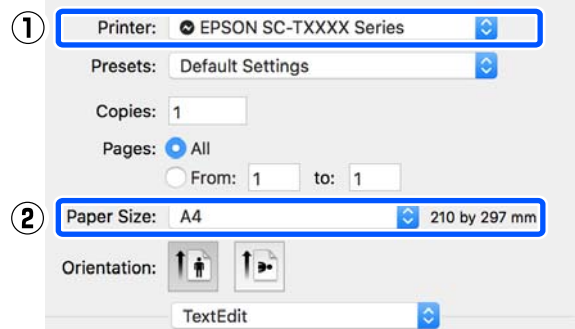 ① Printer: EPSON SC-TXXXX Series
Presets: Default Settings
Copies: 1
Pages: All
From: 1 to: 1
② Paper Size: A4 210 by 297 mm
Orientation:
TextEdit